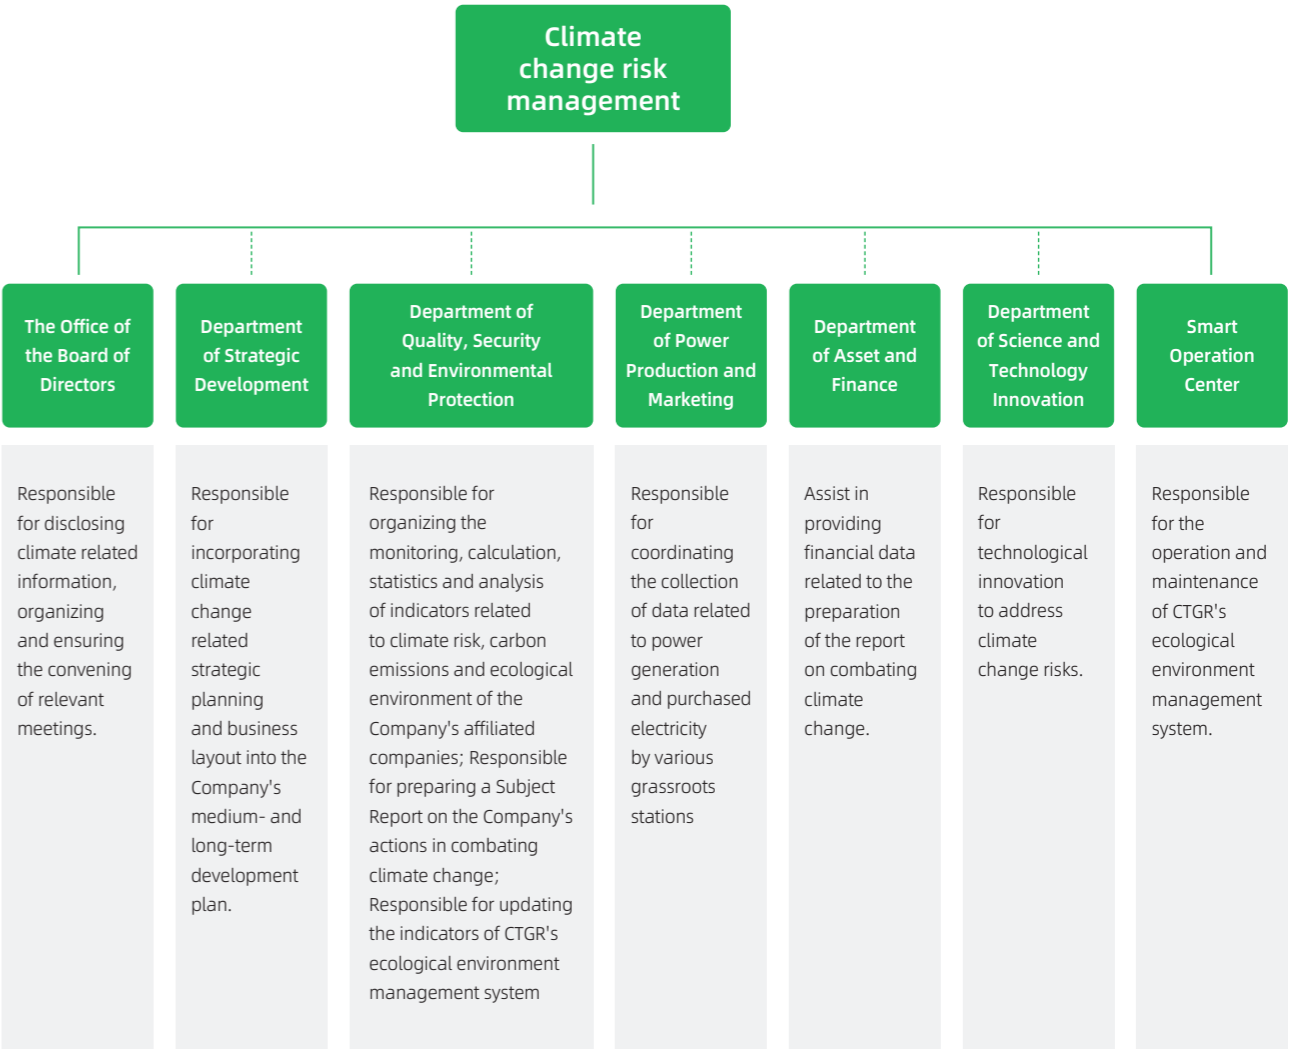 Climate
change risk
management
The Office of
the Board of
Directors
Responsible
for disclosing
climate related
information,
organizing
and ensuring
the convening
of relevant
meetings.
Department
of Strategic
Development
Responsible
for
incorporating
climate
change
related
strategic
planning
and business
layout into the
Company's
medium- and
long-term
development
plan.
Department of
Quality, Security
and Environmental
Protection
Responsible for
organizing the
monitoring, calculation,
statistics and analysis
of indicators related
to climate risk, carbon
emissions and ecological
environment of the
Company's affiliated
companies; Responsible
for preparing a Subject
Report on the Company's
actions in combating
climate change;
Responsible for updating
the indicators of CTGR's
ecological environment
management system
Department
of Power
Production and
Marketing
Responsible
for
coordinating
the collection
of data related
to power
generation
and purchased
electricity
by various
grassroots
stations
Department
of Asset and
Finance
Assist in
providing
financial data
related to the
preparation
of the report
on combating
climate
change.
Department
of Science and
Technology
Innovation
Responsible
for
technological
innovation
to address
climate
change risks.
Smart
Operation
Center
Responsible
for the
operation and
maintenance
of CTGR's
ecological
environment
management
system.